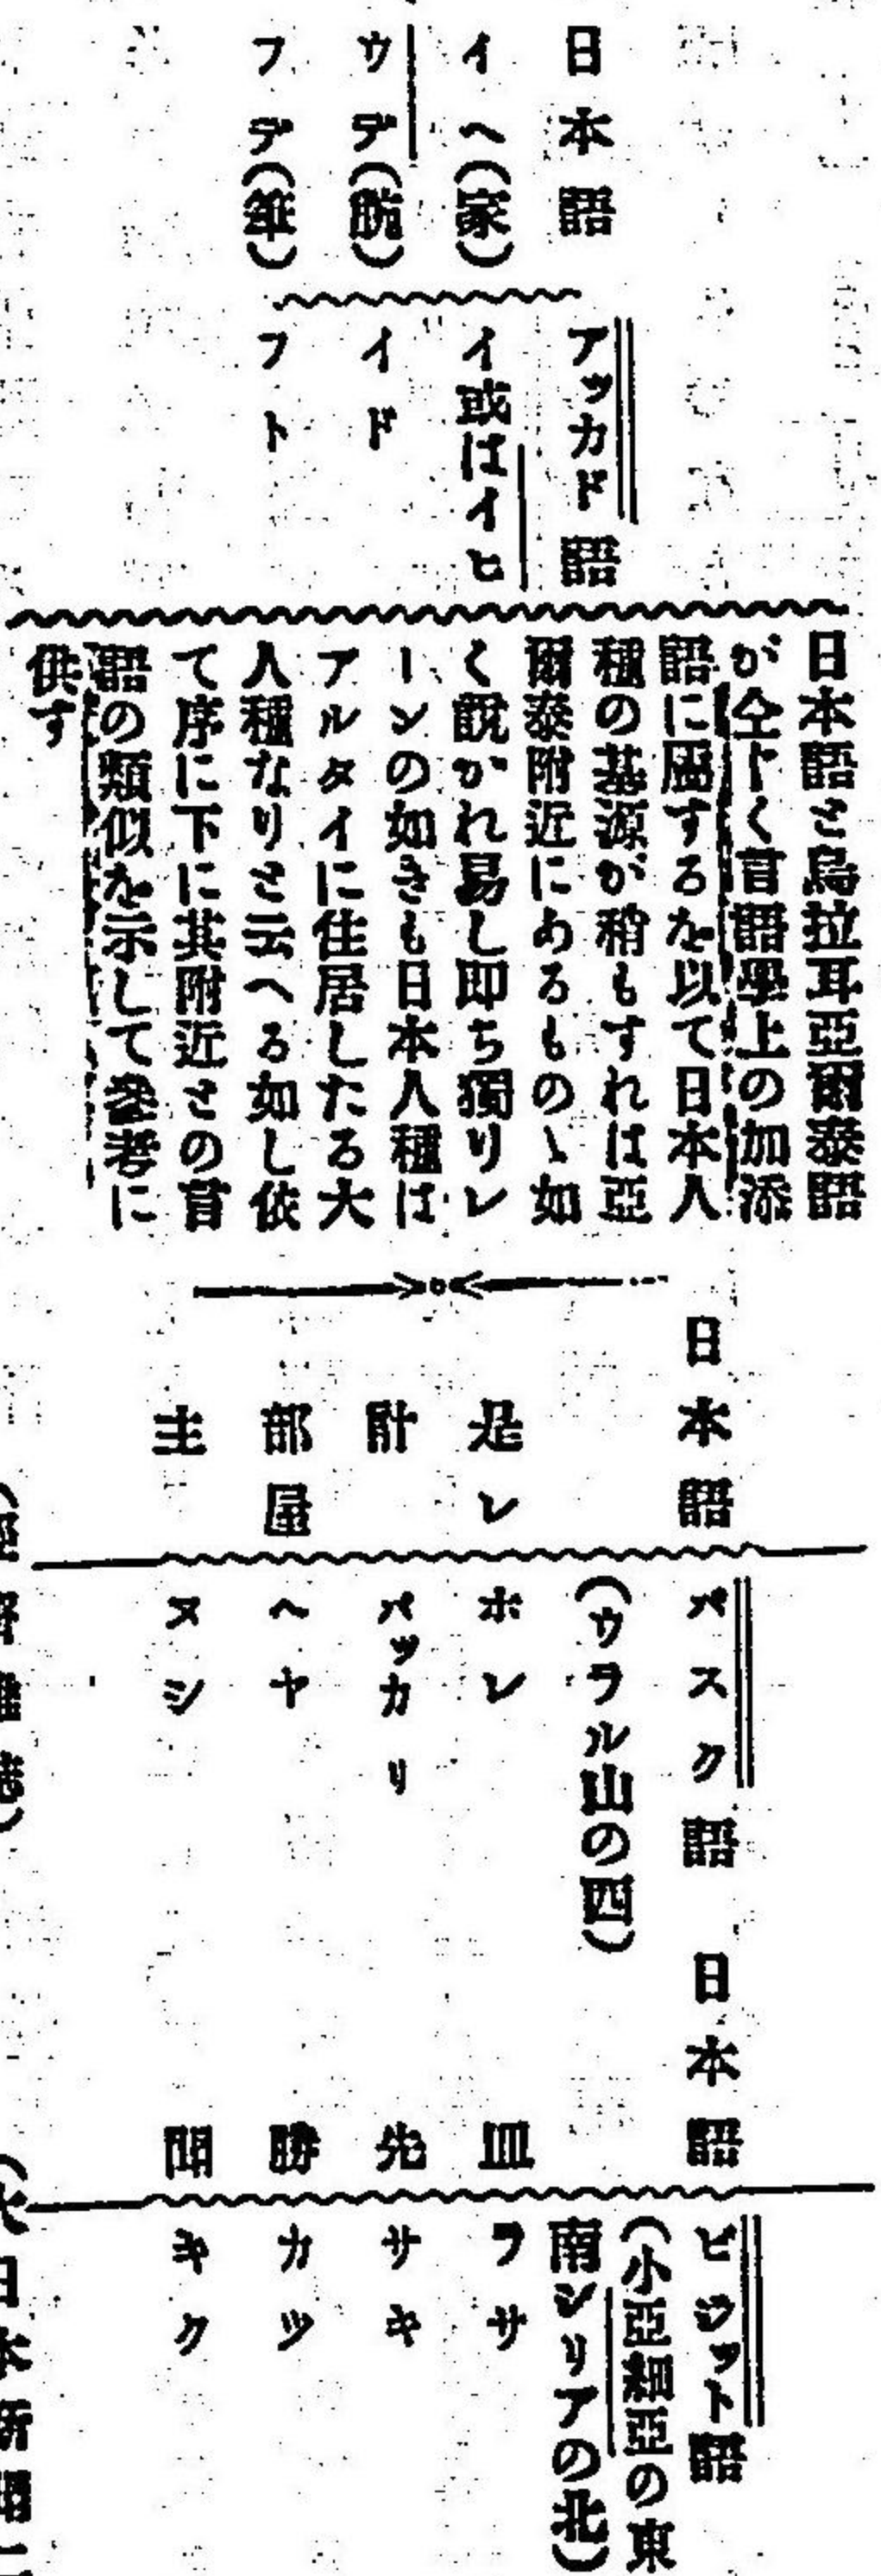 日本語
イヘ(家)
ウデ(腕)
フデ(筆)
アッカド語
イ或はイヒ
イド
フト
日本語と烏拉耳亞爾泰語
が全じく言語學上の加添
語に屬するを以て日本人
種の基源が稍もすれば亞
爾泰附近にあるものゝ如
く説かれ易し即ち獨リレ
ーンの如きも日本人種は
アルタイに住居したる大
人種なりと云へる如し依
て序に下に其附近との言
語の類似を示して參考に
供す
日本語
是レ
計
部屋
主
バスク語
(ウラル山の四)
ホレ
バッカリ
ヘヤ
ヌシ
日本語
皿
先
勝
聞
ヒジット語
(小亞細亞の東
南シリアの北)
ヲサ
サキ
カツ
キク